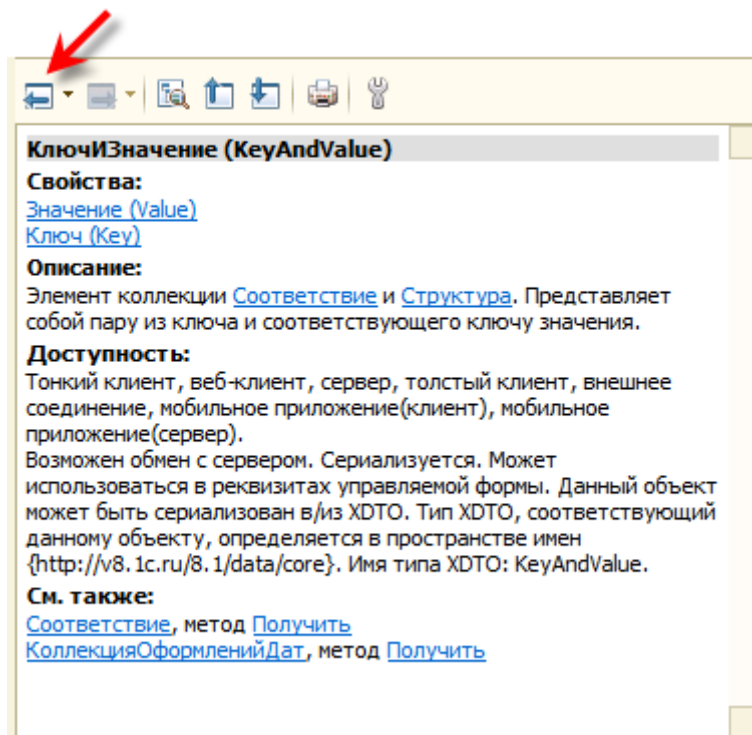 КлючИЗначение (KeyAndValue)
Свойства:
Значение (Value)
Ключ (Key)
Описание:
Элемент коллекции Соответствие и Структура. Представляет
собой пару из ключа и соответствующего ключу значения.
Доступность:
Тонкий клиент, веб-клиент, сервер, толстый клиент, внешнее
соединение, мобильное приложение(клиент), мобильное
приложение(сервер).
Возможен обмен с сервером. Сериализуется. Может
использоваться в реквизитах управляемой формы. Данный объект
может быть сериализован в/из XDTO. Тип XDTO, соответствующий
данному объекту, определяется в пространстве имен
{http://v8.1c.ru/8.1/data/core}. Имя типа XDTO: KeyAndValue.
См. также:
Соответствие, метод Получить
КоллекцияОформленийДат, метод Получить